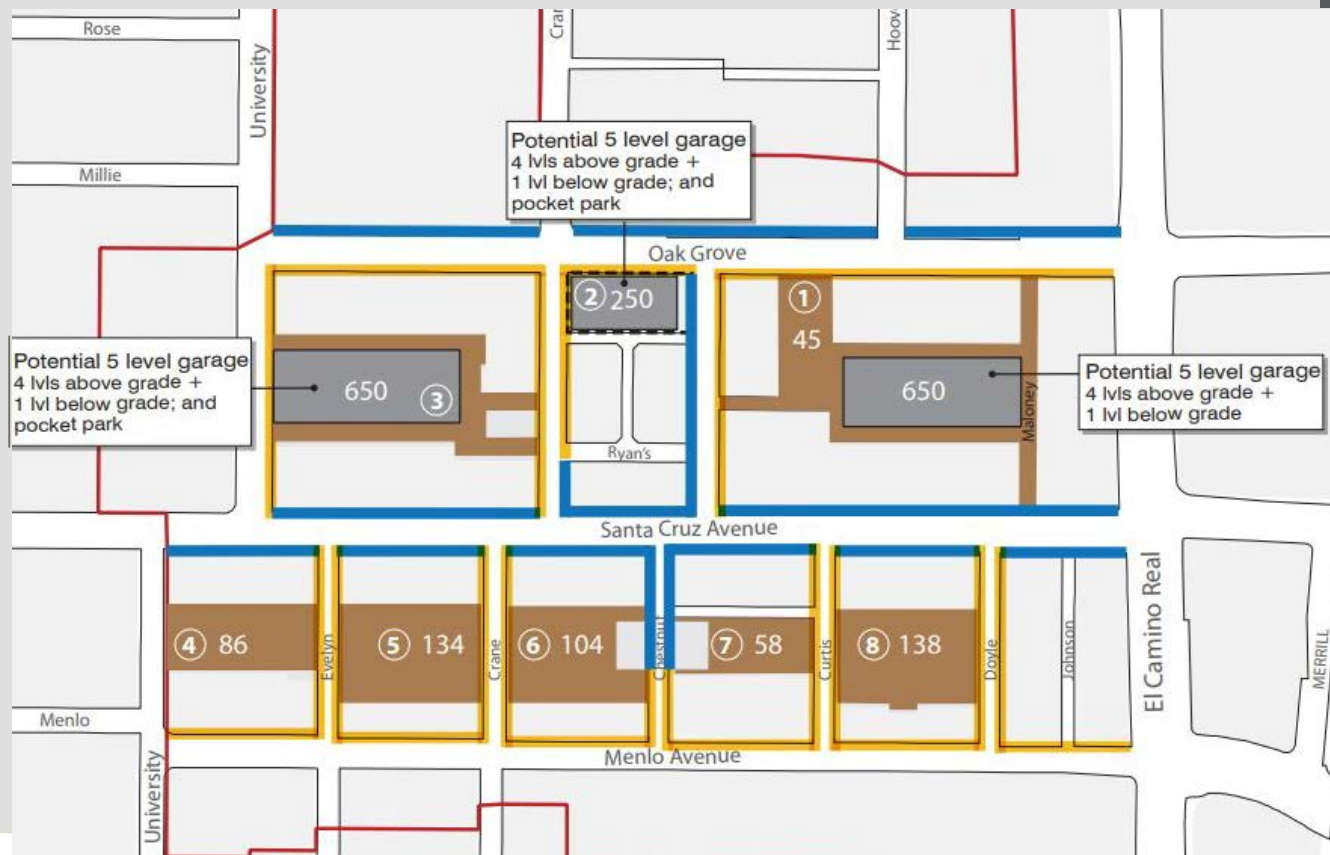 Rose
University
Cran
Hoov
Potential 5 level garage
4 lvls above grade +
1 lvl below grade; and
pocket park
Millie
Oak Grove
② 250
①
45
Potential 5 level garage
4 lvls above grade +
1 lvl below grade; and
pocket park
650 ③
650
Maloney
Potential 5 level garage
4 lvls above grade +
1 lvl below grade
Ryan's
Santa Cruz Avenue
El Camino Real
④ 86
Evelyn
⑤ 134
Crane
⑥ 104
⑦ 58
Curtis
⑧ 138
Doyle
Johnson
MERRILL
Menlo
Menlo Avenue
University